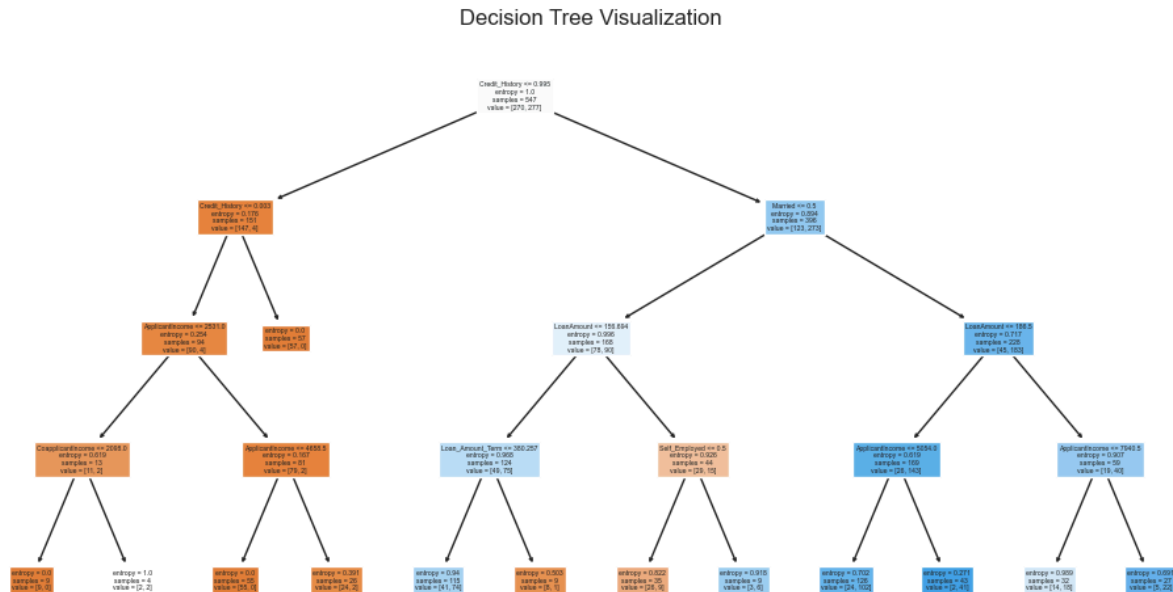 Decision Tree Visualization
Credit_History <= 0.995
entropy = 1.0
samples = 547
value = [270, 277]
Credit_History <= 0.003
entropy = 0.176
samples = 151
value = [147, 4]
Married <= 0.5
entropy = 0.894
samples = 396
value = [123, 273]
ApplicantIncome <= 2531.0
entropy = 0.254
samples = 94
value = [90, 4]
entropy = 0.0
samples = 57
value = [57, 0]
LoanAmount <=
entropy = 0.996
samples = 168
value = [78, 90]
LoanAmount <=
entropy = 0.717
samples = 228
value = [45, 183]
CoapplicantIncome <=
entropy = 0.619
samples = 13
value = [11, 2]
ApplicantIncome <=
entropy = 0.167
samples = 81
value = [79, 2]
Loan_Amount_Term <= 360.257
entropy = 0.968
samples = 124
value = [49, 75]
Self_Employed <= 0.5
entropy = 0.926
samples = 44
value = [29, 15]
ApplicantIncome <=
entropy = 0.619
samples = 169
value = [26, 143]
ApplicantIncome <=
entropy = 0.907
samples = 59
value = [19, 40]
entropy = 0.0
samples = 9
value = [9, 0]
entropy = 1.0
samples = 4
value = [2, 2]
entropy = 0.0
samples = 55
value = [55, 0]
entropy = 0.391
samples = 26
value = [24, 2]
entropy = 0.94
samples = 115
value = [41, 74]
entropy = 0.503
samples = 9
value = [8, 1]
entropy = 0.822
samples = 35
value = [26, 9]
entropy = 0.918
samples = 9
value = [3, 6]
entropy = 0.702
samples = 126
value = [24, 102]
entropy = 0.271
samples = 43
value = [2, 41]
entropy = 0.989
samples = 32
value = [14, 18]
entropy = 0.691
samples = 27
value = [5, 22]